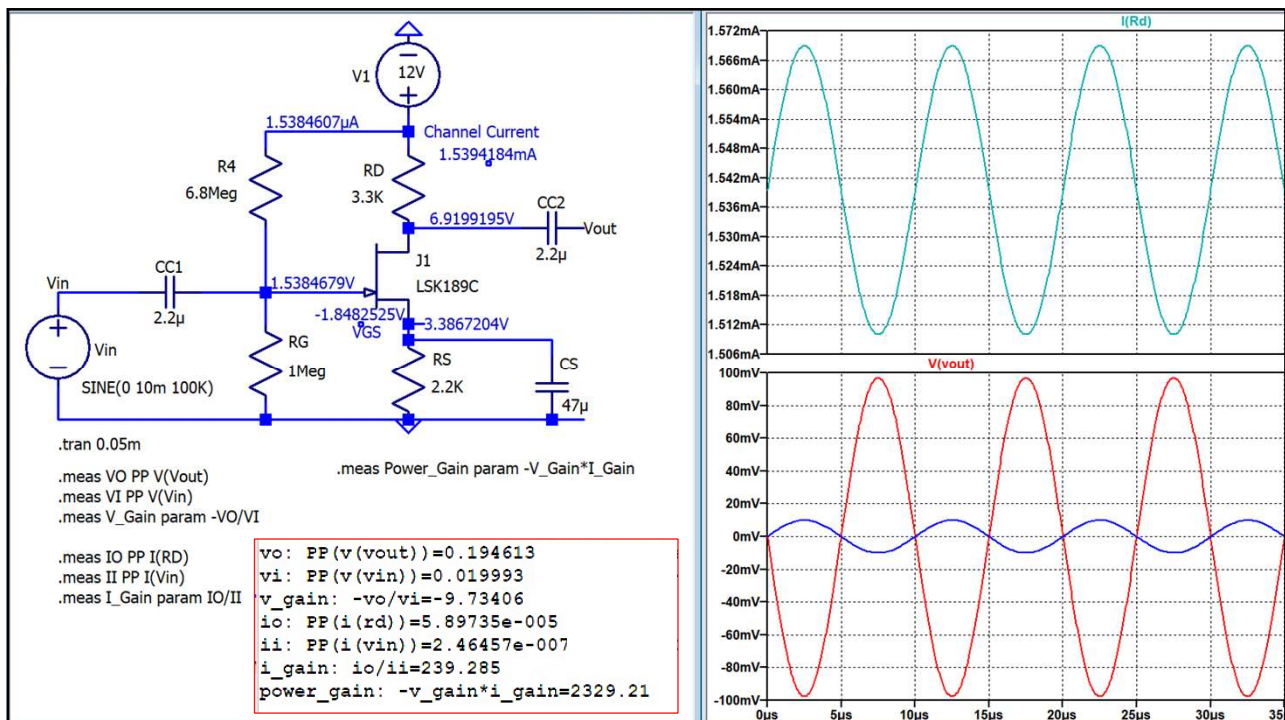 V1
12V
1.5384607µA
Channel Current
1.5394184mA
R4
6.8Meg
RD
3.3K
CC2
6.9199195V
Vout
2.2µ
J1
LSK189C
Vin
CC1
1.5384679V
2.2µ
-1.8482525V
VGS
3.3867204V
Vin
RG
1Meg
RS
2.2K
CS
47µ
SINE(0 10m 100K)
.tran 0.05m
.meas VO PP V(Vout)
.meas VI PP V(Vin)
.meas V_Gain param -VO/VI
.meas Power_Gain param -V_Gain*I_Gain
.meas IO PP I(RD)
.meas II PP I(Vin)
.meas I_Gain param IO/II
vo: PP(v(vout))=0.194613
vi: PP(v(vin))=0.019993
v_gain: -vo/vi=-9.73406
io: PP(i(rd))=5.89735e-005
ii: PP(i(vin))=2.46457e-007
i_gain: io/ii=239.285
power_gain: -v_gain*i_gain=2329.21
I(Rd)
1.572mA
1.566mA
1.560mA
1.554mA
1.548mA
1.542mA
1.536mA
1.530mA
1.524mA
1.518mA
1.512mA
1.506mA
V(vout)
100mV
80mV
60mV
40mV
20mV
0mV
-20mV
-40mV
-60mV
-80mV
-100mV
0µs 5µs 10µs 15µs 20µs 25µs 30µs